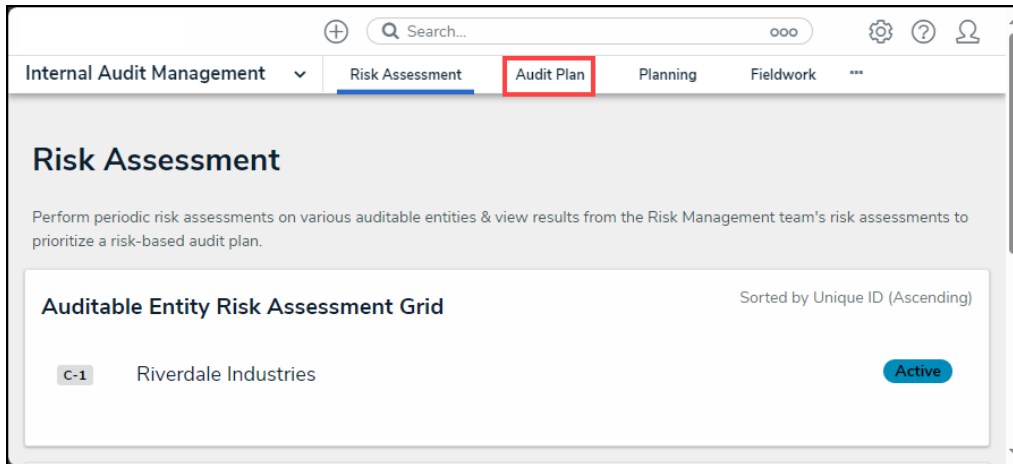 Search...
Internal Audit Management Risk Assessment Audit Plan Planning Fieldwork
Risk Assessment
Perform periodic risk assessments on various auditable entities & view results from the Risk Management team's risk assessments to
prioritize a risk-based audit plan.
Auditable Entity Risk Assessment Grid Sorted by Unique ID (Ascending)
C-1 Riverdale Industries Active